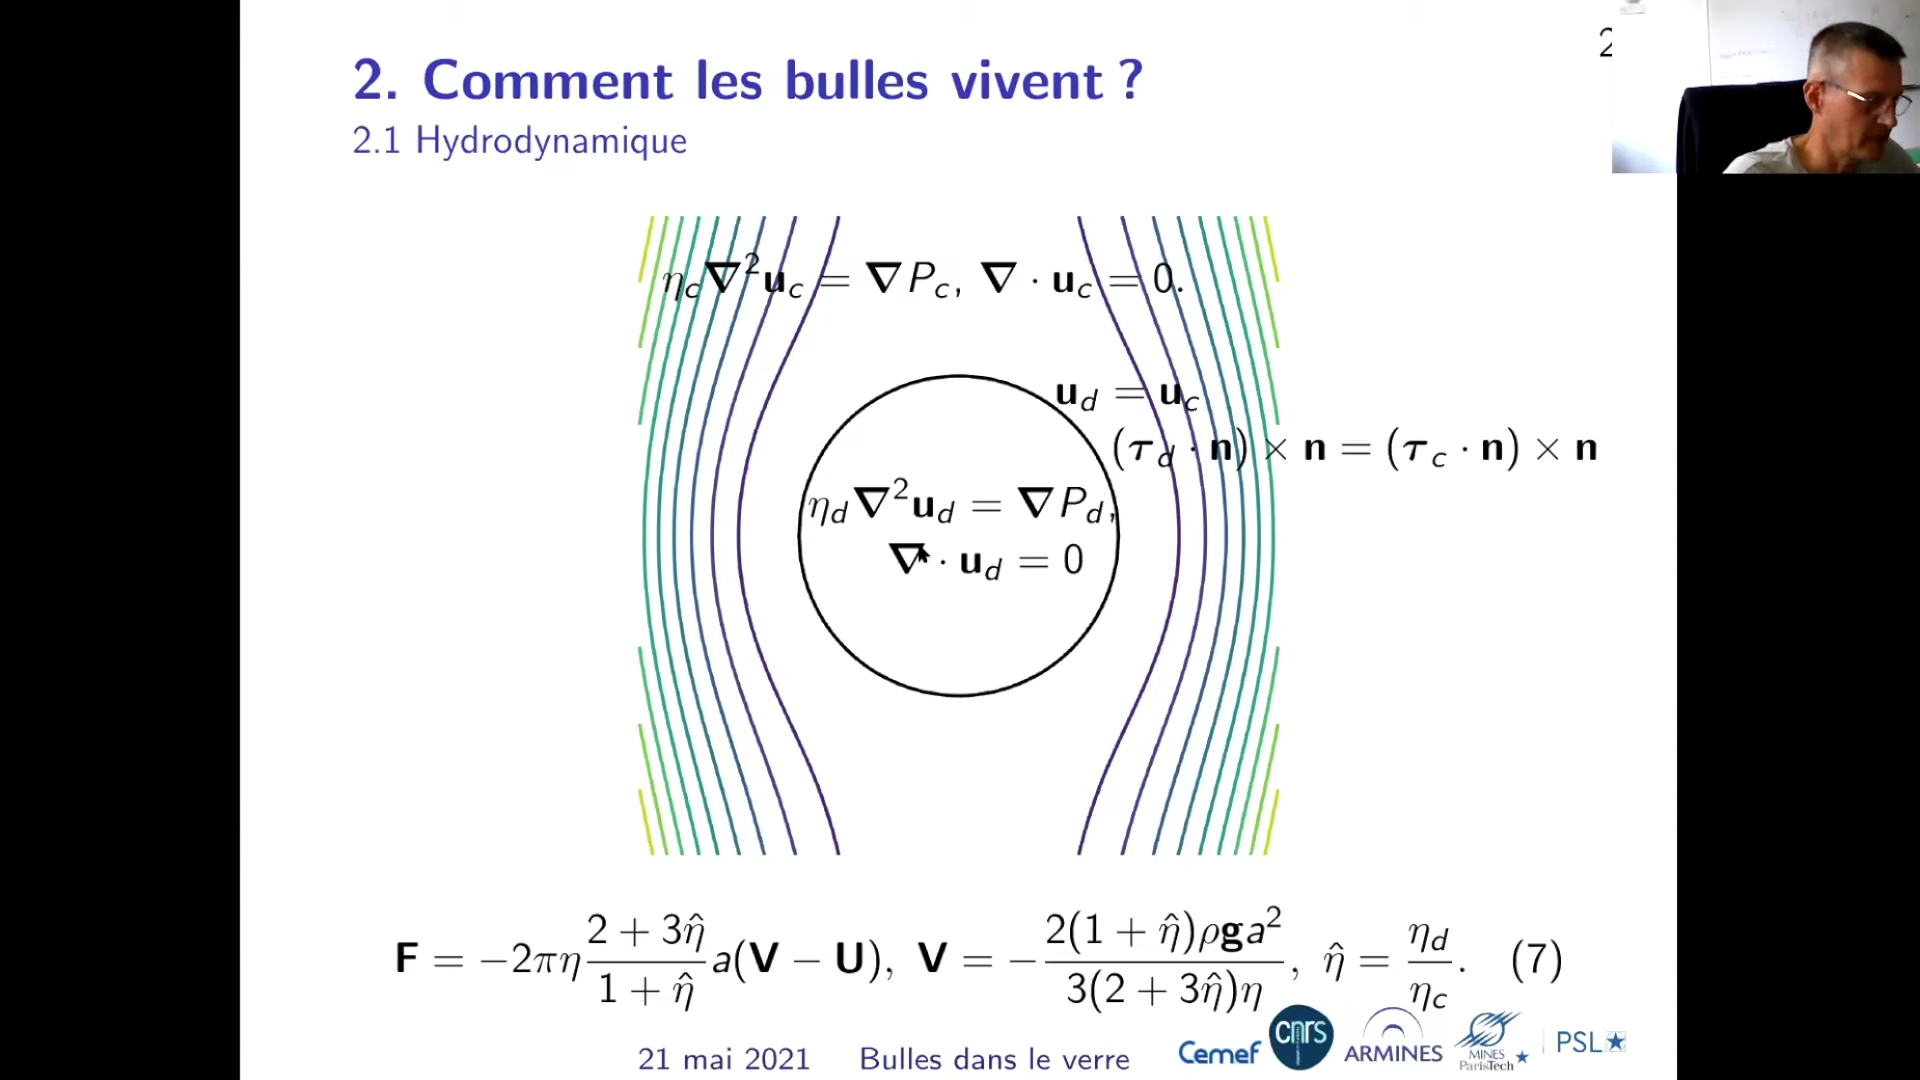 2
2. Comment les bulles vivent ?
2.1 Hydrodynamique
η_c ∇²u_c = ∇P_c, ∇ · u_c = 0.
u_d = u_c
(τ_d · n) × n = (τ_c · n) × n
η_d ∇²u_d = ∇P_d,
∇ · u_d = 0
F = −2πη (2 + 3η̂)/(1 + η̂) a(V − U), V = − 2(1 + η̂)ρga²/3(2 + 3η̂)η, η̂ = η_d/η_c. (7)
21 mai 2021 Bulles dans le verre
Cemef
cnrs
ARMINES
MINES
ParisTech
PSL